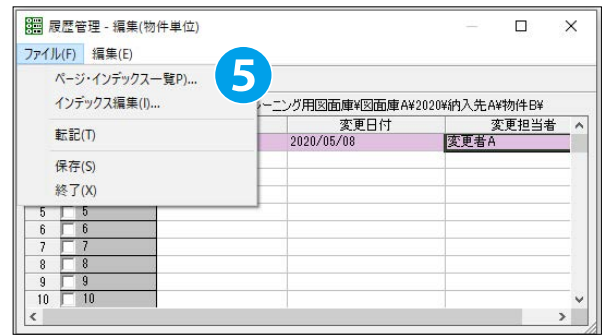 履歴管理 - 編集(物件単位)
ファイル(F) 編集(E)
ページ・インデックス一覧P)...
インデックス編集(I)...
転記(T)
保存(S)
終了(X)
5
ーニング用図面庫¥図面庫A¥2020¥納入先A¥物件B¥
変更日付 変更担当者
2020/05/08 変更者A
5 5
6 6
7 7
8 8
9 9
10 10